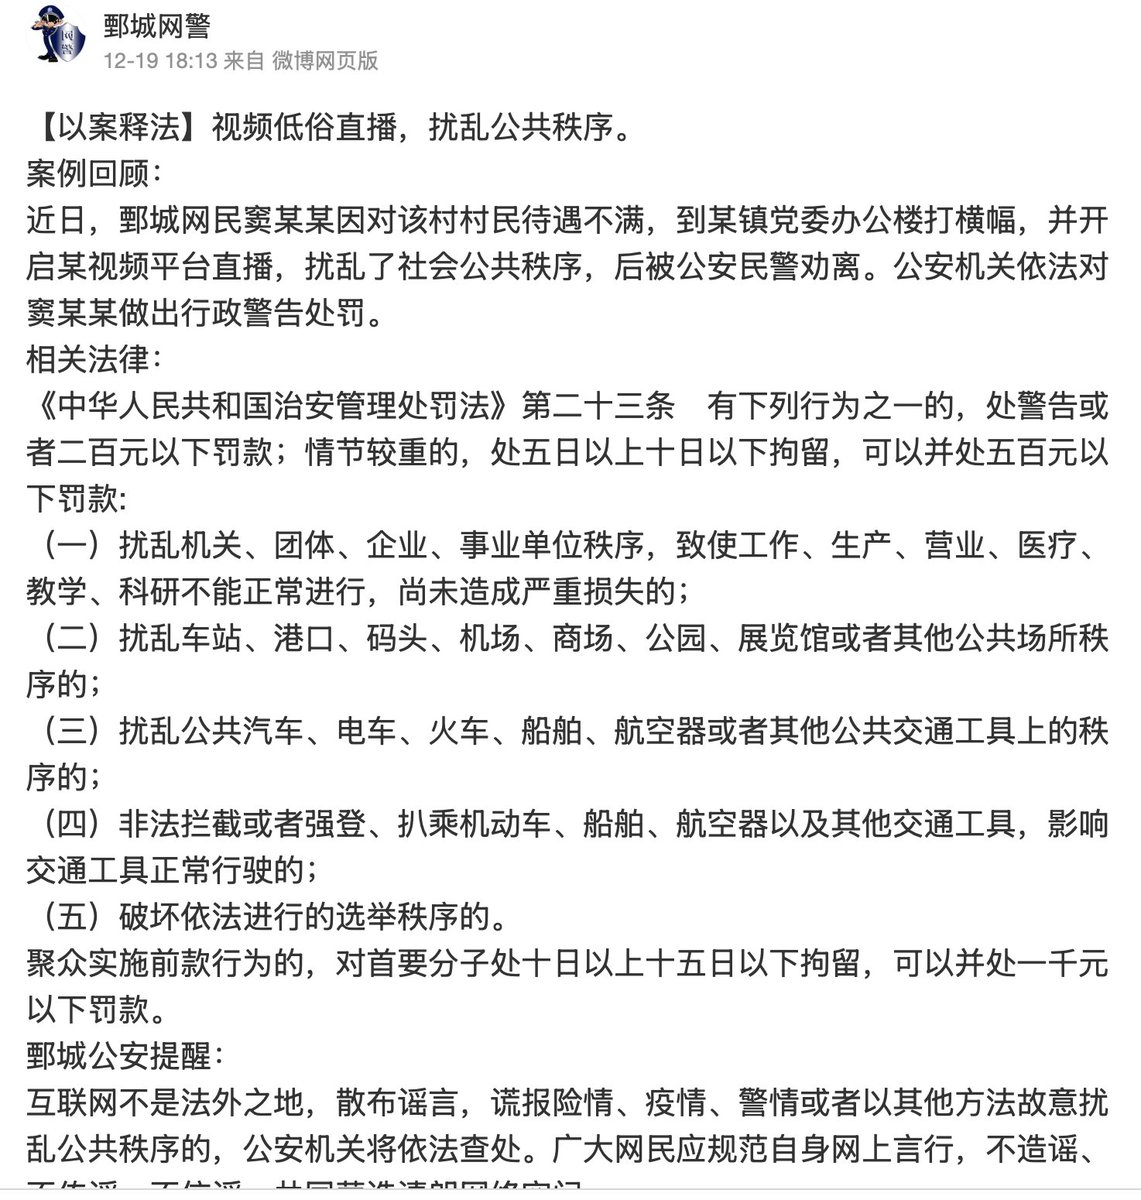 网
警
鄄城网警
12-19 18:13 来自 微博网页版
【以案释法】视频低俗直播，扰乱公共秩序。
案例回顾：
近日，鄄城网民窦某某因对该村村民待遇不满，到某镇党委办公楼打横幅，并开
启某视频平台直播，扰乱了社会公共秩序，后被公安民警劝离。公安机关依法对
窦某某做出行政警告处罚。
相关法律：
《中华人民共和国治安管理处罚法》第二十三条　有下列行为之一的，处警告或
者二百元以下罚款；情节较重的，处五日以上十日以下拘留，可以并处五百元以
下罚款:
（一）扰乱机关、团体、企业、事业单位秩序，致使工作、生产、营业、医疗、
教学、科研不能正常进行，尚未造成严重损失的；
（二）扰乱车站、港口、码头、机场、商场、公园、展览馆或者其他公共场所秩
序的；
（三）扰乱公共汽车、电车、火车、船舶、航空器或者其他公共交通工具上的秩
序的；
（四）非法拦截或者强登、扒乘机动车、船舶、航空器以及其他交通工具，影响
交通工具正常行驶的；
（五）破坏依法进行的选举秩序的。
聚众实施前款行为的，对首要分子处十日以上十五日以下拘留，可以并处一千元
以下罚款。
鄄城公安提醒：
互联网不是法外之地，散布谣言，谎报险情、疫情、警情或者以其他方法故意扰
乱公共秩序的，公安机关将依法查处。广大网民应规范自身网上言行，不造谣、